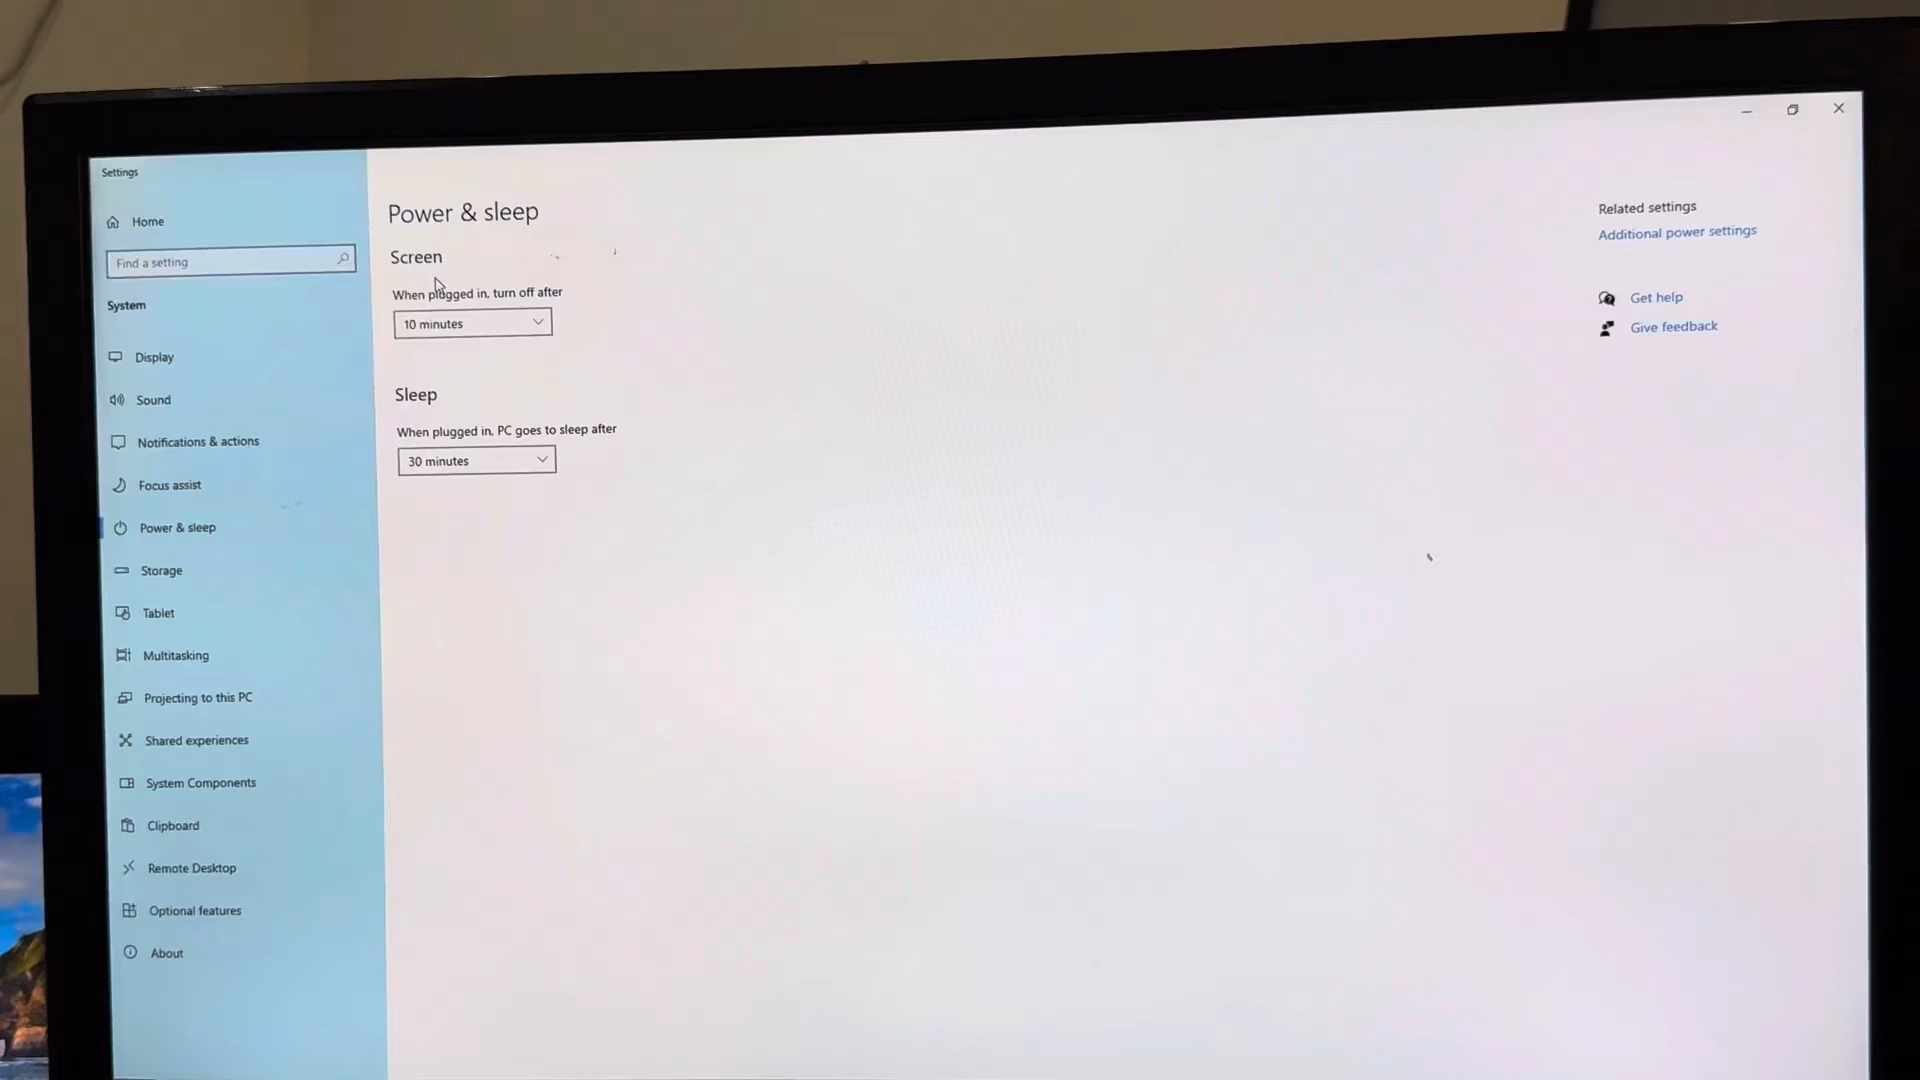 Settings
Home
Find a setting
System
Display
Sound
Notifications & actions
Focus assist
Power & sleep
Storage
Tablet
Multitasking
Projecting to this PC
Shared experiences
System Components
Clipboard
Remote Desktop
Optional features
About
Power & sleep
Screen
When plugged in, turn off after
10 minutes
Sleep
When plugged in, PC goes to sleep after
30 minutes
Related settings
Additional power settings
Get help
Give feedback